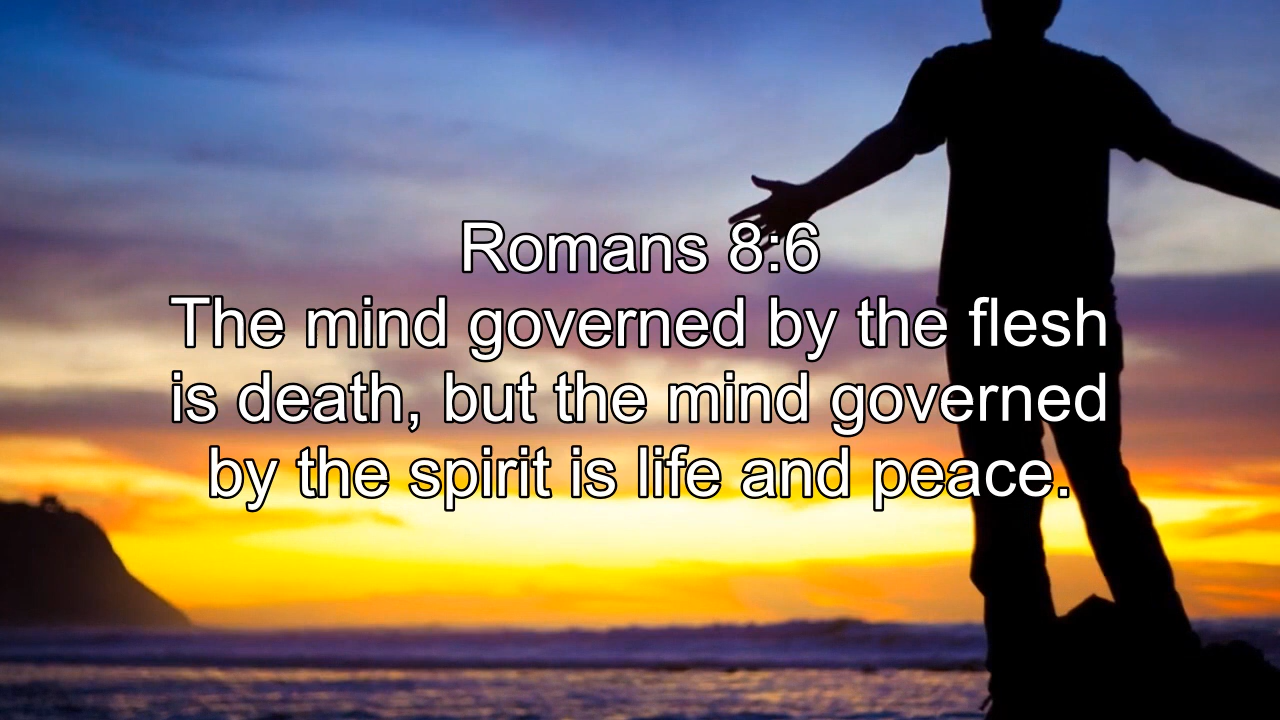 Romans 8:6
The mind governed by the flesh
is death, but the mind governed
by the spirit is life and peace.